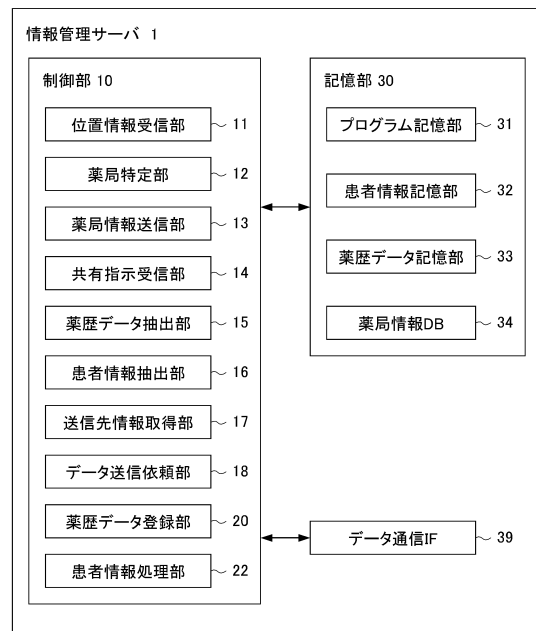 情報管理サーバ 1
制御部 10
位置情報受信部 11
薬局特定部 12
薬局情報送信部 13
共有指示受信部 14
薬歴データ抽出部 15
患者情報抽出部 16
送信先情報取得部 17
データ送信依頼部 18
薬歴データ登録部 20
患者情報処理部 22
記憶部 30
プログラム記憶部 31
患者情報記憶部 32
薬歴データ記憶部 33
薬局情報DB 34
データ通信IF 39